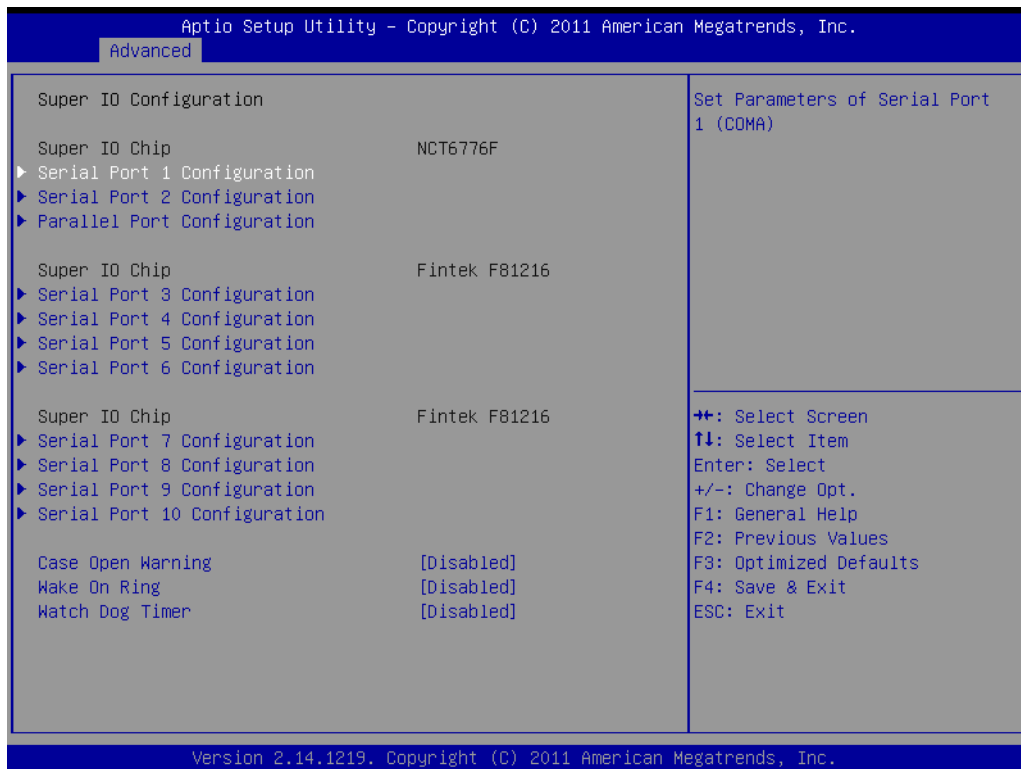 Aptio Setup Utility – Copyright (C) 2011 American Megatrends, Inc.
Advanced
Super IO Configuration
Super IO Chip NCT6776F
Serial Port 1 Configuration
Serial Port 2 Configuration
Parallel Port Configuration
Super IO Chip Fintek F81216
Serial Port 3 Configuration
Serial Port 4 Configuration
Serial Port 5 Configuration
Serial Port 6 Configuration
Super IO Chip Fintek F81216
Serial Port 7 Configuration
Serial Port 8 Configuration
Serial Port 9 Configuration
Serial Port 10 Configuration
Case Open Warning [Disabled]
Wake On Ring [Disabled]
Watch Dog Timer [Disabled]
Set Parameters of Serial Port
1 (COMA)
→←: Select Screen
↑↓: Select Item
Enter: Select
+/-: Change Opt.
F1: General Help
F2: Previous Values
F3: Optimized Defaults
F4: Save & Exit
ESC: Exit
Version 2.14.1219. Copyright (C) 2011 American Megatrends, Inc.